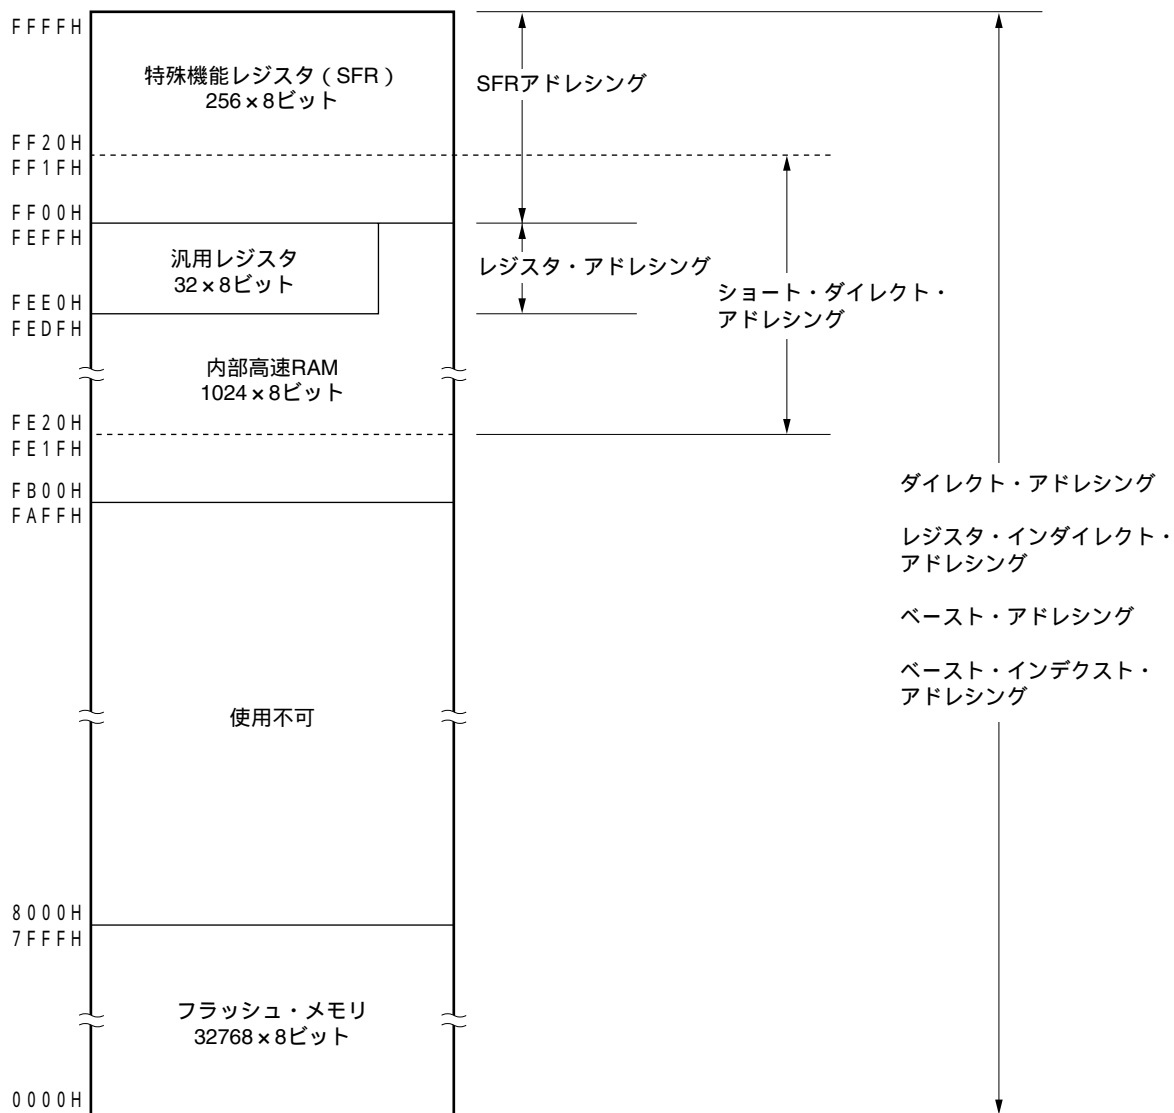 FFFFH
特殊機能レジスタ（SFR）
256×8ビット
SFRアドレシング
FF20H
FF1FH
FF00H
FEFFH
汎用レジスタ
32×8ビット
レジスタ・アドレシング
ショート・ダイレクト・
アドレシング
FEE0H
FEDFH
内部高速RAM
1024×8ビット
FE20H
FE1FH
FB00H
FAFFH
ダイレクト・アドレシング
レジスタ・インダイレクト・
アドレシング
ベースト・アドレシング
ベースト・インデクスト・
アドレシング
使用不可
8000H
7FFFH
フラッシュ・メモリ
32768×8ビット
0000H